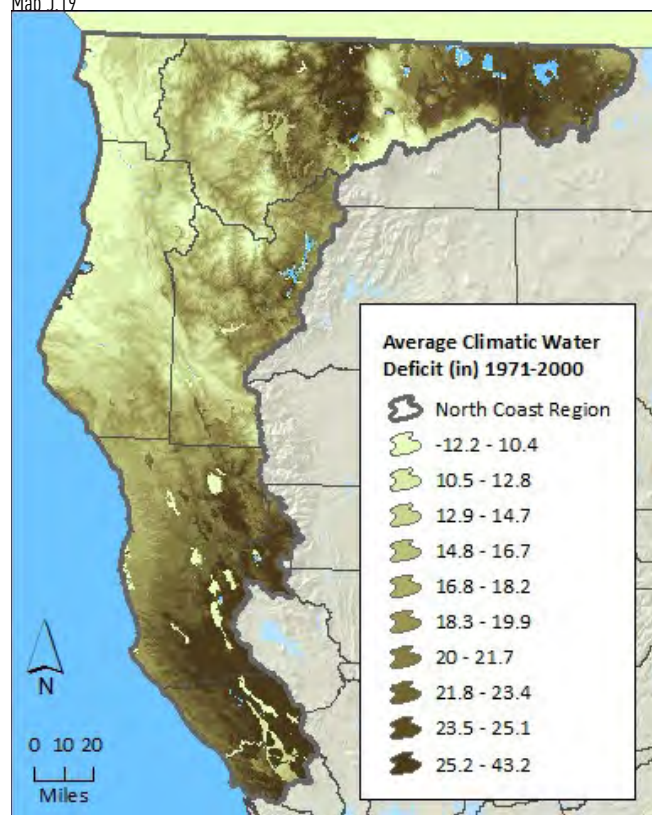 Map J.19
Average Climatic Water
Deficit (in) 1971-2000
North Coast Region
-12.2 - 10.4
10.5 - 12.8
12.9 - 14.7
14.8 - 16.7
16.8 - 18.2
18.3 - 19.9
20 - 21.7
21.8 - 23.4
23.5 - 25.1
25.2 - 43.2
N
0 10 20
Miles